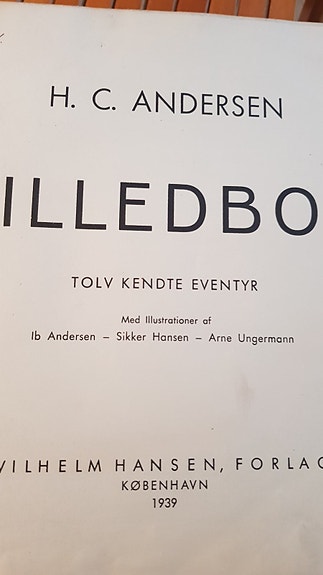 H. C. ANDERSEN
ILLEDBO
TOLV KENDTE EVENTYR
Med Illustrationer af
Ib Andersen – Sikker Hansen – Arne Ungermann
VILHELM HANSEN, FORLAG
KØBENHAVN
1939